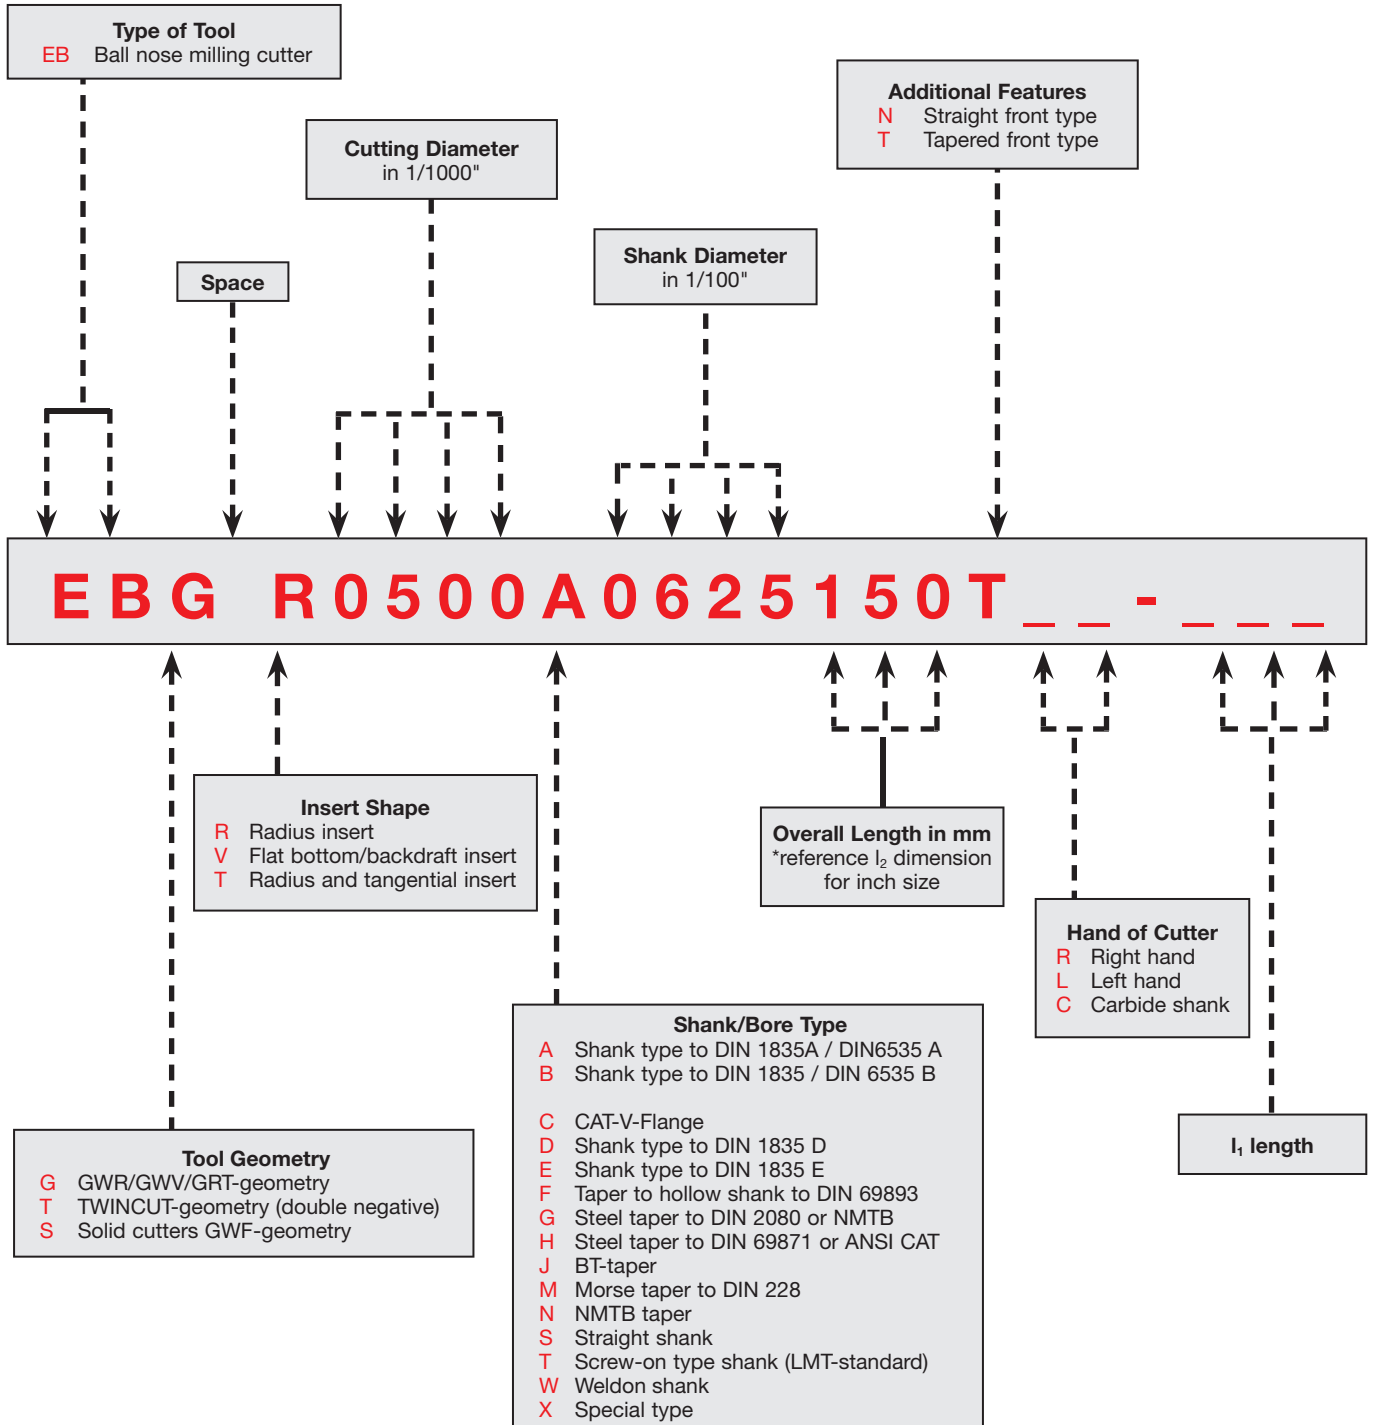 Type of Tool
EB Ball nose milling cutter
Additional Features
N Straight front type
T Tapered front type
Cutting Diameter
in 1/1000"
Shank Diameter
in 1/100"
Space
EBG R0500A0625150T__-___
Insert Shape
R Radius insert
V Flat bottom/backdraft insert
T Radius and tangential insert
Overall Length in mm
*reference l₂ dimension
for inch size
Hand of Cutter
R Right hand
L Left hand
C Carbide shank
Shank/Bore Type
A Shank type to DIN 1835A / DIN6535 A
B Shank type to DIN 1835 / DIN 6535 B
C CAT-V-Flange
D Shank type to DIN 1835 D
E Shank type to DIN 1835 E
F Taper to hollow shank to DIN 69893
G Steel taper to DIN 2080 or NMTB
H Steel taper to DIN 69871 or ANSI CAT
J BT-taper
M Morse taper to DIN 228
N NMTB taper
S Straight shank
T Screw-on type shank (LMT-standard)
W Weldon shank
X Special type
Tool Geometry
G GWR/GWV/GRT-geometry
T TWINCUT-geometry (double negative)
S Solid cutters GWF-geometry
l₁ length